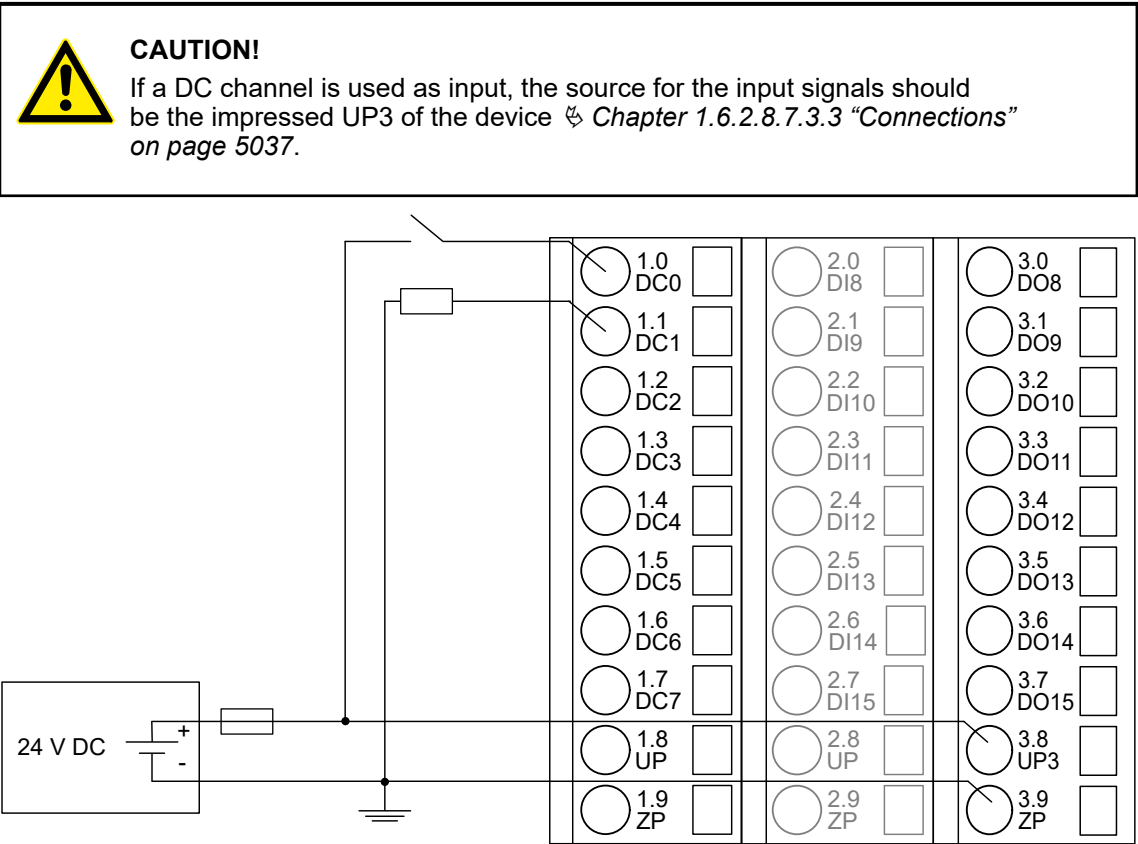 CAUTION!
If a DC channel is used as input, the source for the input signals should
be the impressed UP3 of the device Chapter 1.6.2.8.7.3.3 “Connections”
on page 5037.
1.0
DC0
2.0
DI8
3.0
DO8
1.1
DC1
2.1
DI9
3.1
DO9
1.2
DC2
2.2
DI10
3.2
DO10
1.3
DC3
2.3
DI11
3.3
DO11
1.4
DC4
2.4
DI12
3.4
DO12
1.5
DC5
2.5
DI13
3.5
DO13
1.6
DC6
2.6
DI14
3.6
DO14
1.7
DC7
2.7
DI15
3.7
DO15
24 V DC
+
-
1.8
UP
2.8
UP
3.8
UP3
1.9
ZP
2.9
ZP
3.9
ZP